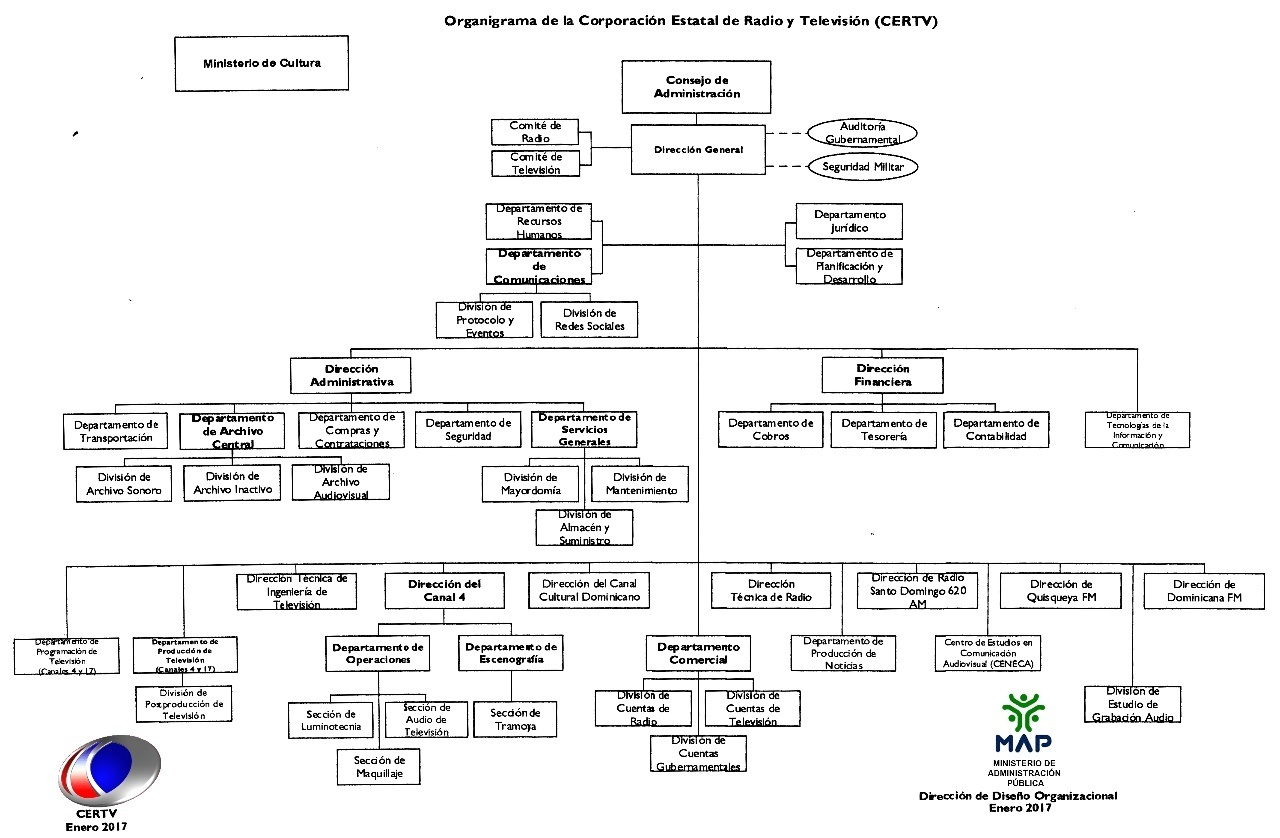 Organigrama de la Corporación Estatal de Radio y Televisión (CERTV)
Ministerio de Cultura
Consejo de
Administración
Comité de
Radio
Comité de
Televisión
Dirección General
Auditoría
Gubernamental
Seguridad Militar
Departamento de
Recursos
Humanos
Departamento
Jurídico
Departamento
de
Comunicaciones
Departamento de
Planificación y
Desarrollo
División de
Protocolo y
Eventos
División de
Redes Sociales
Dirección
Administrativa
Dirección
Financiera
Departamento de
Transportación
Departamento
de Archivo
Central
Departamento de
Compras y
Contrataciones
Departamento de
Seguridad
Departamento de
Servicios
Generales
Departamento de
Cobros
Departamento de
Tesorería
Departamento de
Contabilidad
Departamento de
Tecnologías de la
Información y
Comunicación
División de
Archivo Sonoro
División de
Archivo Inactivo
División de
Archivo
Audiovisual
División de
Mayordomía
División de
Mantenimiento
División de
Almacén y
Suministro
Dirección Técnica de
Ingeniería de
Televisión
Dirección del
Canal 4
Dirección del Canal
Cultural Dominicano
Dirección
Técnica de Radio
Dirección de Radio
Santo Domingo 620
AM
Dirección de
Quisqueya FM
Dirección de
Dominicana FM
Departamento de
Programación de
Televisión
(Canales 4 y 17)
Departamento de
Producción de
Televisión
(Canales 4 y 17)
Departamento de
Operaciones
Departamento de
Escenografía
Departamento
Comercial
Departamento de
Producción de
Noticias
Centro de Estudios en
Comunicación
Audiovisual (CENECA)
División de
Posproducción de
Televisión
Sección de
Luminotecnia
Sección de
Audio de
Televisión
Sección de
Tramoya
División de
Cuentas de
Radio
División de
Cuentas de
Televisión
División de
Estudio de
Grabación Audio
Sección de
Maquillaje
División de
Cuentas
Gubernamentales
CERTV
Enero 2017
MAP
MINISTERIO DE
ADMINISTRACIÓN
PÚBLICA
Dirección de Diseño Organizacional
Enero 2017